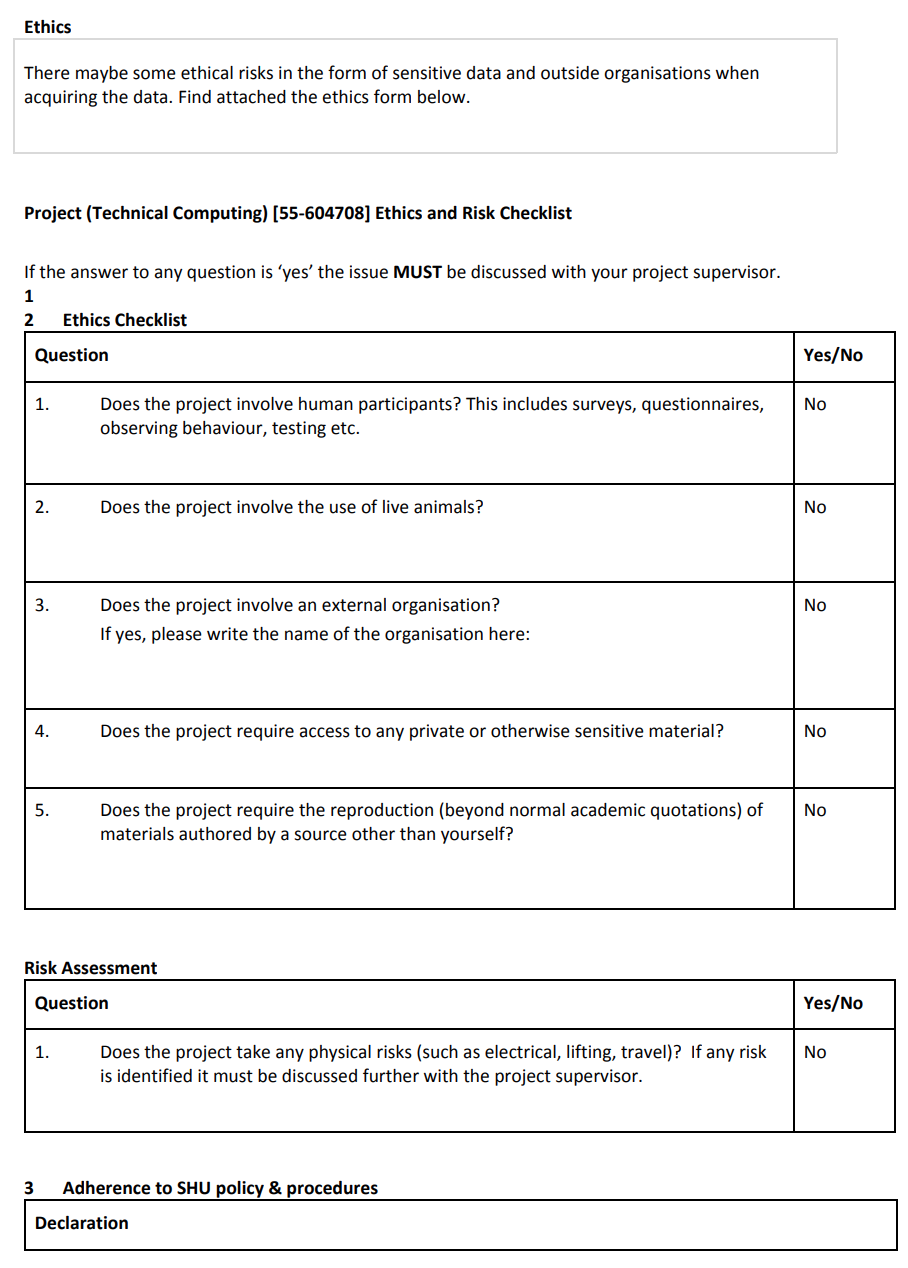 Ethics
There maybe some ethical risks in the form of sensitive data and outside organisations when
acquiring the data. Find attached the ethics form below.
Project (Technical Computing) [55-604708] Ethics and Risk Checklist
If the answer to any question is ‘yes’ the issue MUST be discussed with your project supervisor.
1
2 Ethics Checklist
Question Yes/No
1. Does the project involve human participants? This includes surveys, questionnaires, No
observing behaviour, testing etc.
2. Does the project involve the use of live animals? No
3. Does the project involve an external organisation? No
If yes, please write the name of the organisation here:
4. Does the project require access to any private or otherwise sensitive material? No
5. Does the project require the reproduction (beyond normal academic quotations) of No
materials authored by a source other than yourself?
Risk Assessment
Question Yes/No
1. Does the project take any physical risks (such as electrical, lifting, travel)? If any risk No
is identified it must be discussed further with the project supervisor.
3 Adherence to SHU policy & procedures
Declaration